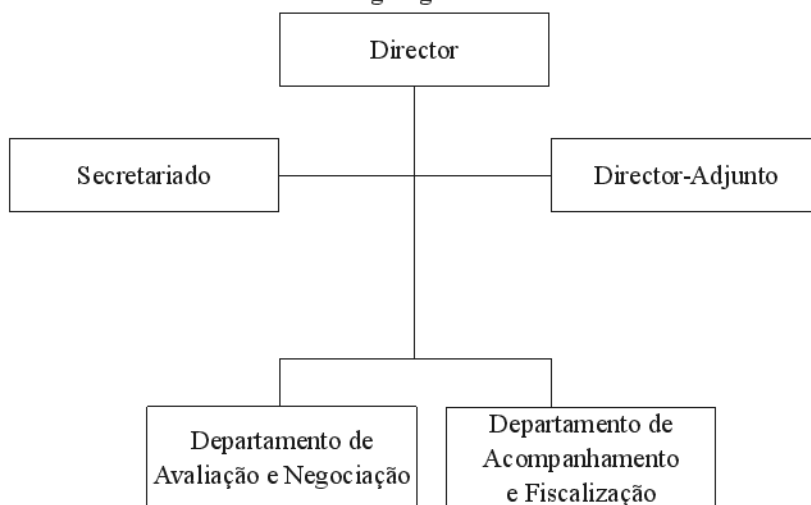 Director
Secretariado
Director-Adjunto
Departamento de
Avaliação e Negociação
Departamento de
Acompanhamento
e Fiscalização